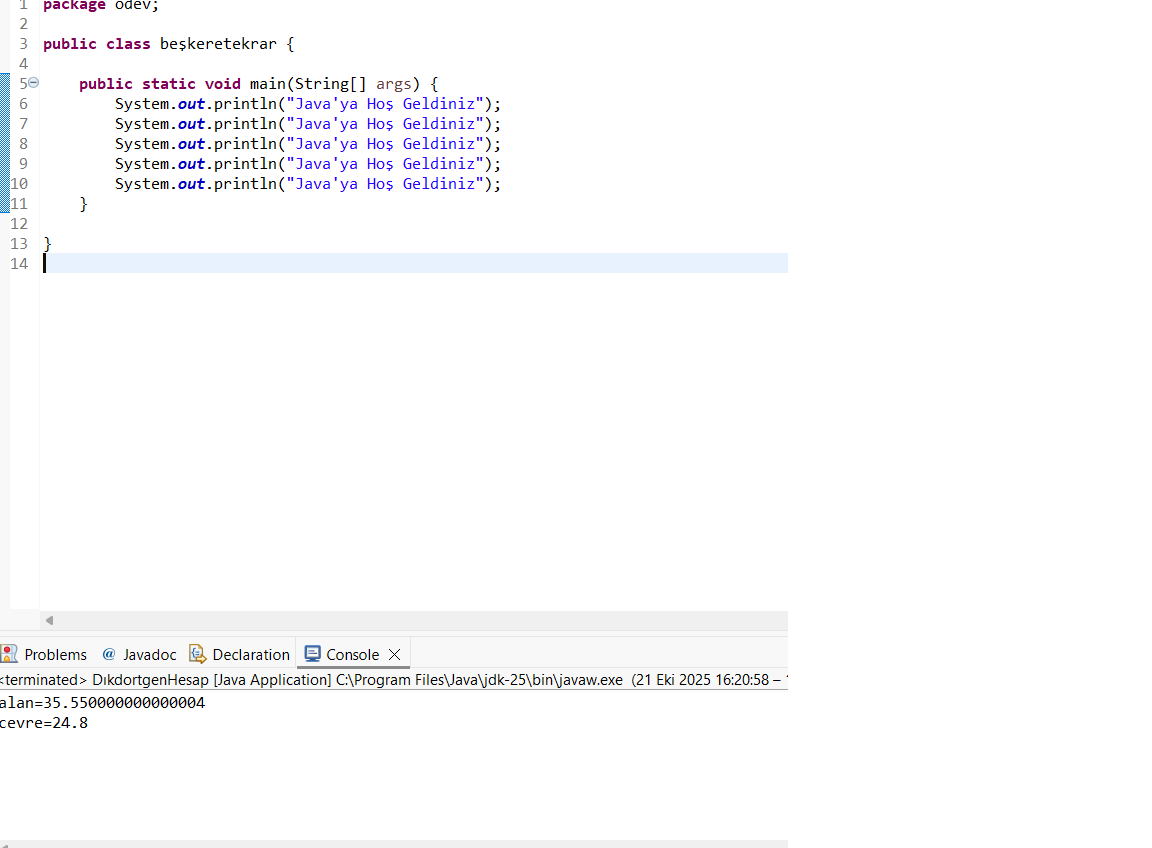 1 package odev;
2
3 public class beşkeretekrar {
4
5 public static void main(String[] args) {
6 System.out.println("Java'ya Hoş Geldiniz");
7 System.out.println("Java'ya Hoş Geldiniz");
8 System.out.println("Java'ya Hoş Geldiniz");
9 System.out.println("Java'ya Hoş Geldiniz");
10 System.out.println("Java'ya Hoş Geldiniz");
11 }
12
13 }
14
Problems @ Javadoc Declaration Console
<terminated> DıkdortgenHesap [Java Application] C:\Program Files\Java\jdk-25\bin\javaw.exe (21 Eki 2025 16:20:58 –
alan=35.550000000000004
cevre=24.8